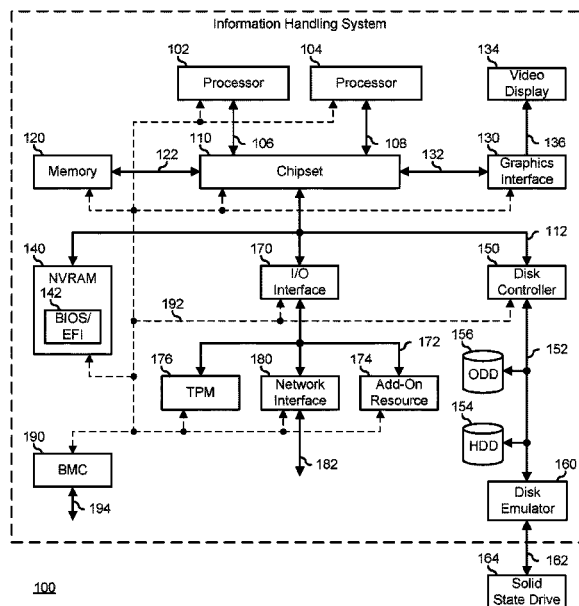 Information Handling System
102
104
134
Processor
Processor
Video
Display
120
110
106
108
130
136
122
132
Memory
Chipset
Graphics
Interface
140
170
150
112
NVRAM
I/O
Interface
Disk
Controller
142
BIOS/
EFI
192
172
156
152
176
180
174
ODD
TPM
Network
Interface
Add-On
Resource
154
190
HDD
BMC
182
160
194
Disk
Emulator
164
162
100
Solid
State Drive